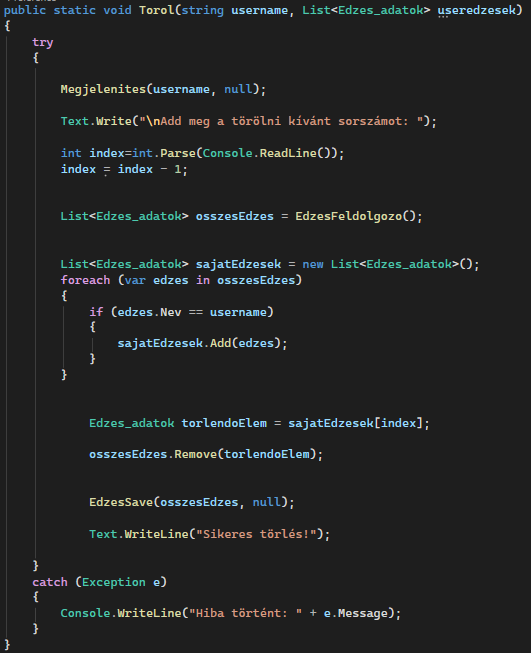 public static void Torol(string username, List<Edzes_adatok> useredzesek)
{
try
{
Megjelenites(username, null);
Text.Write("\nAdd meg a törölni kívánt sorszámot: ");
int index=int.Parse(Console.ReadLine());
index = index - 1;
List<Edzes_adatok> osszesEdzes = EdzesFeldolgozo();
List<Edzes_adatok> sajatEdzesek = new List<Edzes_adatok>();
foreach (var edzes in osszesEdzes)
{
if (edzes.Nev == username)
{
sajatEdzesek.Add(edzes);
}
}
Edzes_adatok torlendoElem = sajatEdzesek[index];
osszesEdzes.Remove(torlendoElem);
EdzesSave(osszesEdzes, null);
Text.WriteLine("Sikeres törlés!");
}
catch (Exception e)
{
Console.WriteLine("Hiba történt: " + e.Message);
}
}